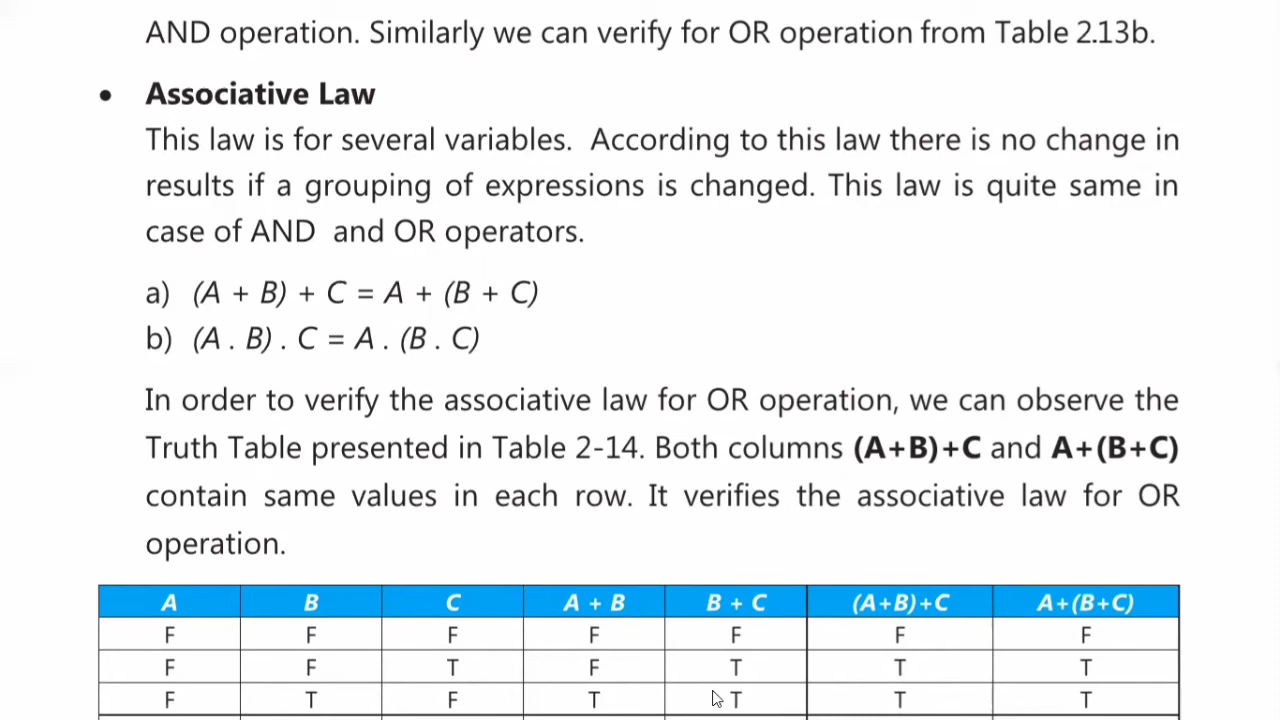 AND operation. Similarly we can verify for OR operation from Table 2.13b.
• Associative Law
This law is for several variables. According to this law there is no change in
results if a grouping of expressions is changed. This law is quite same in
case of AND and OR operators.
a) (A + B) + C = A + (B + C)
b) (A . B) . C = A . (B . C)
In order to verify the associative law for OR operation, we can observe the
Truth Table presented in Table 2-14. Both columns (A+B)+C and A+(B+C)
contain same values in each row. It verifies the associative law for OR
operation.
A B C A + B B + C (A+B)+C A+(B+C)
F F F F F F F
F F T F T T T
F T F T T T T